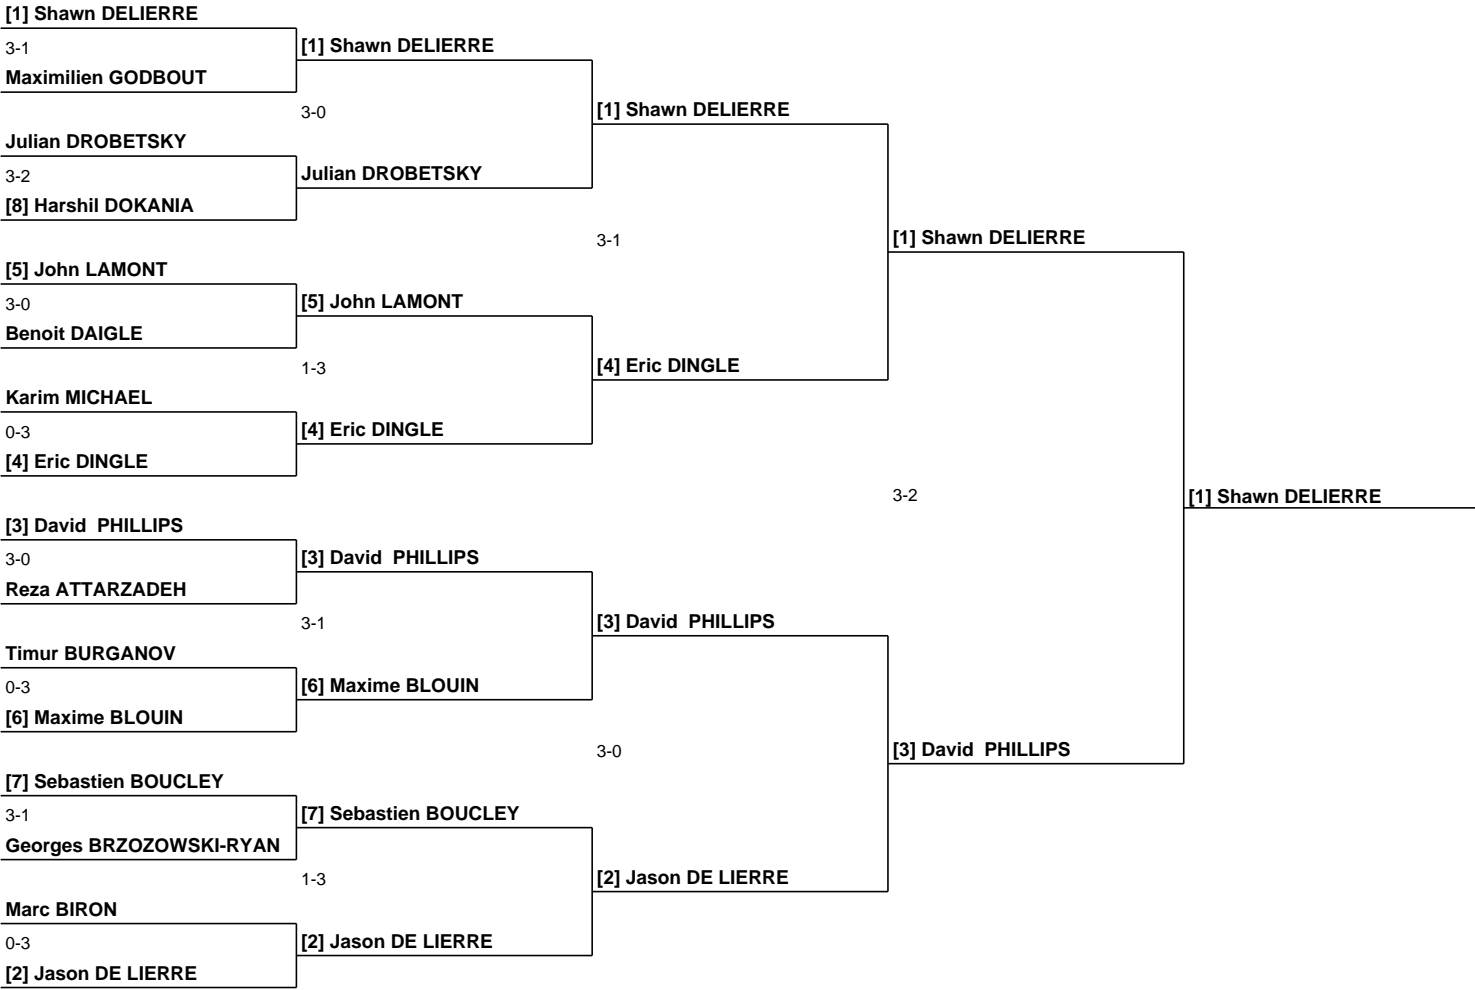 [1] Shawn DELIERRE
3-1
Maximilien GODBOUT
Julian DROBETSKY
3-2
[8] Harshil DOKANIA
[5] John LAMONT
3-0
Benoit DAIGLE
Karim MICHAEL
0-3
[4] Eric DINGLE
[3] David  PHILLIPS
3-0
Reza ATTARZADEH
Timur BURGANOV
0-3
[6] Maxime BLOUIN
[7] Sebastien BOUCLEY
3-1
Georges BRZOZOWSKI-RYAN
Marc BIRON
0-3
[2] Jason DE LIERRE
[1] Shawn DELIERRE
3-0
Julian DROBETSKY
[5] John LAMONT
1-3
[4] Eric DINGLE
[3] David  PHILLIPS
3-1
[6] Maxime BLOUIN
[7] Sebastien BOUCLEY
1-3
[2] Jason DE LIERRE
[1] Shawn DELIERRE
3-1
[4] Eric DINGLE
[3] David  PHILLIPS
3-0
[2] Jason DE LIERRE
[1] Shawn DELIERRE
3-2
[3] David  PHILLIPS
[1] Shawn DELIERRE